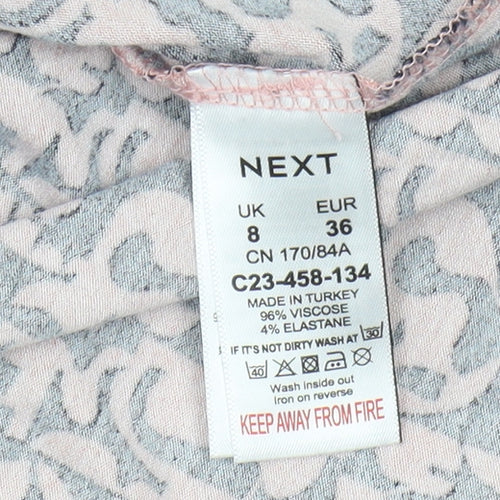 NEXT
UK EUR
8 36
CN 170/84A
C23-458-134
MADE IN TURKEY
96% VISCOSE
4% ELASTANE
IF IT'S NOT DIRTY WASH AT 30
40
Wash inside out
Iron on reverse
KEEP AWAY FROM FIRE